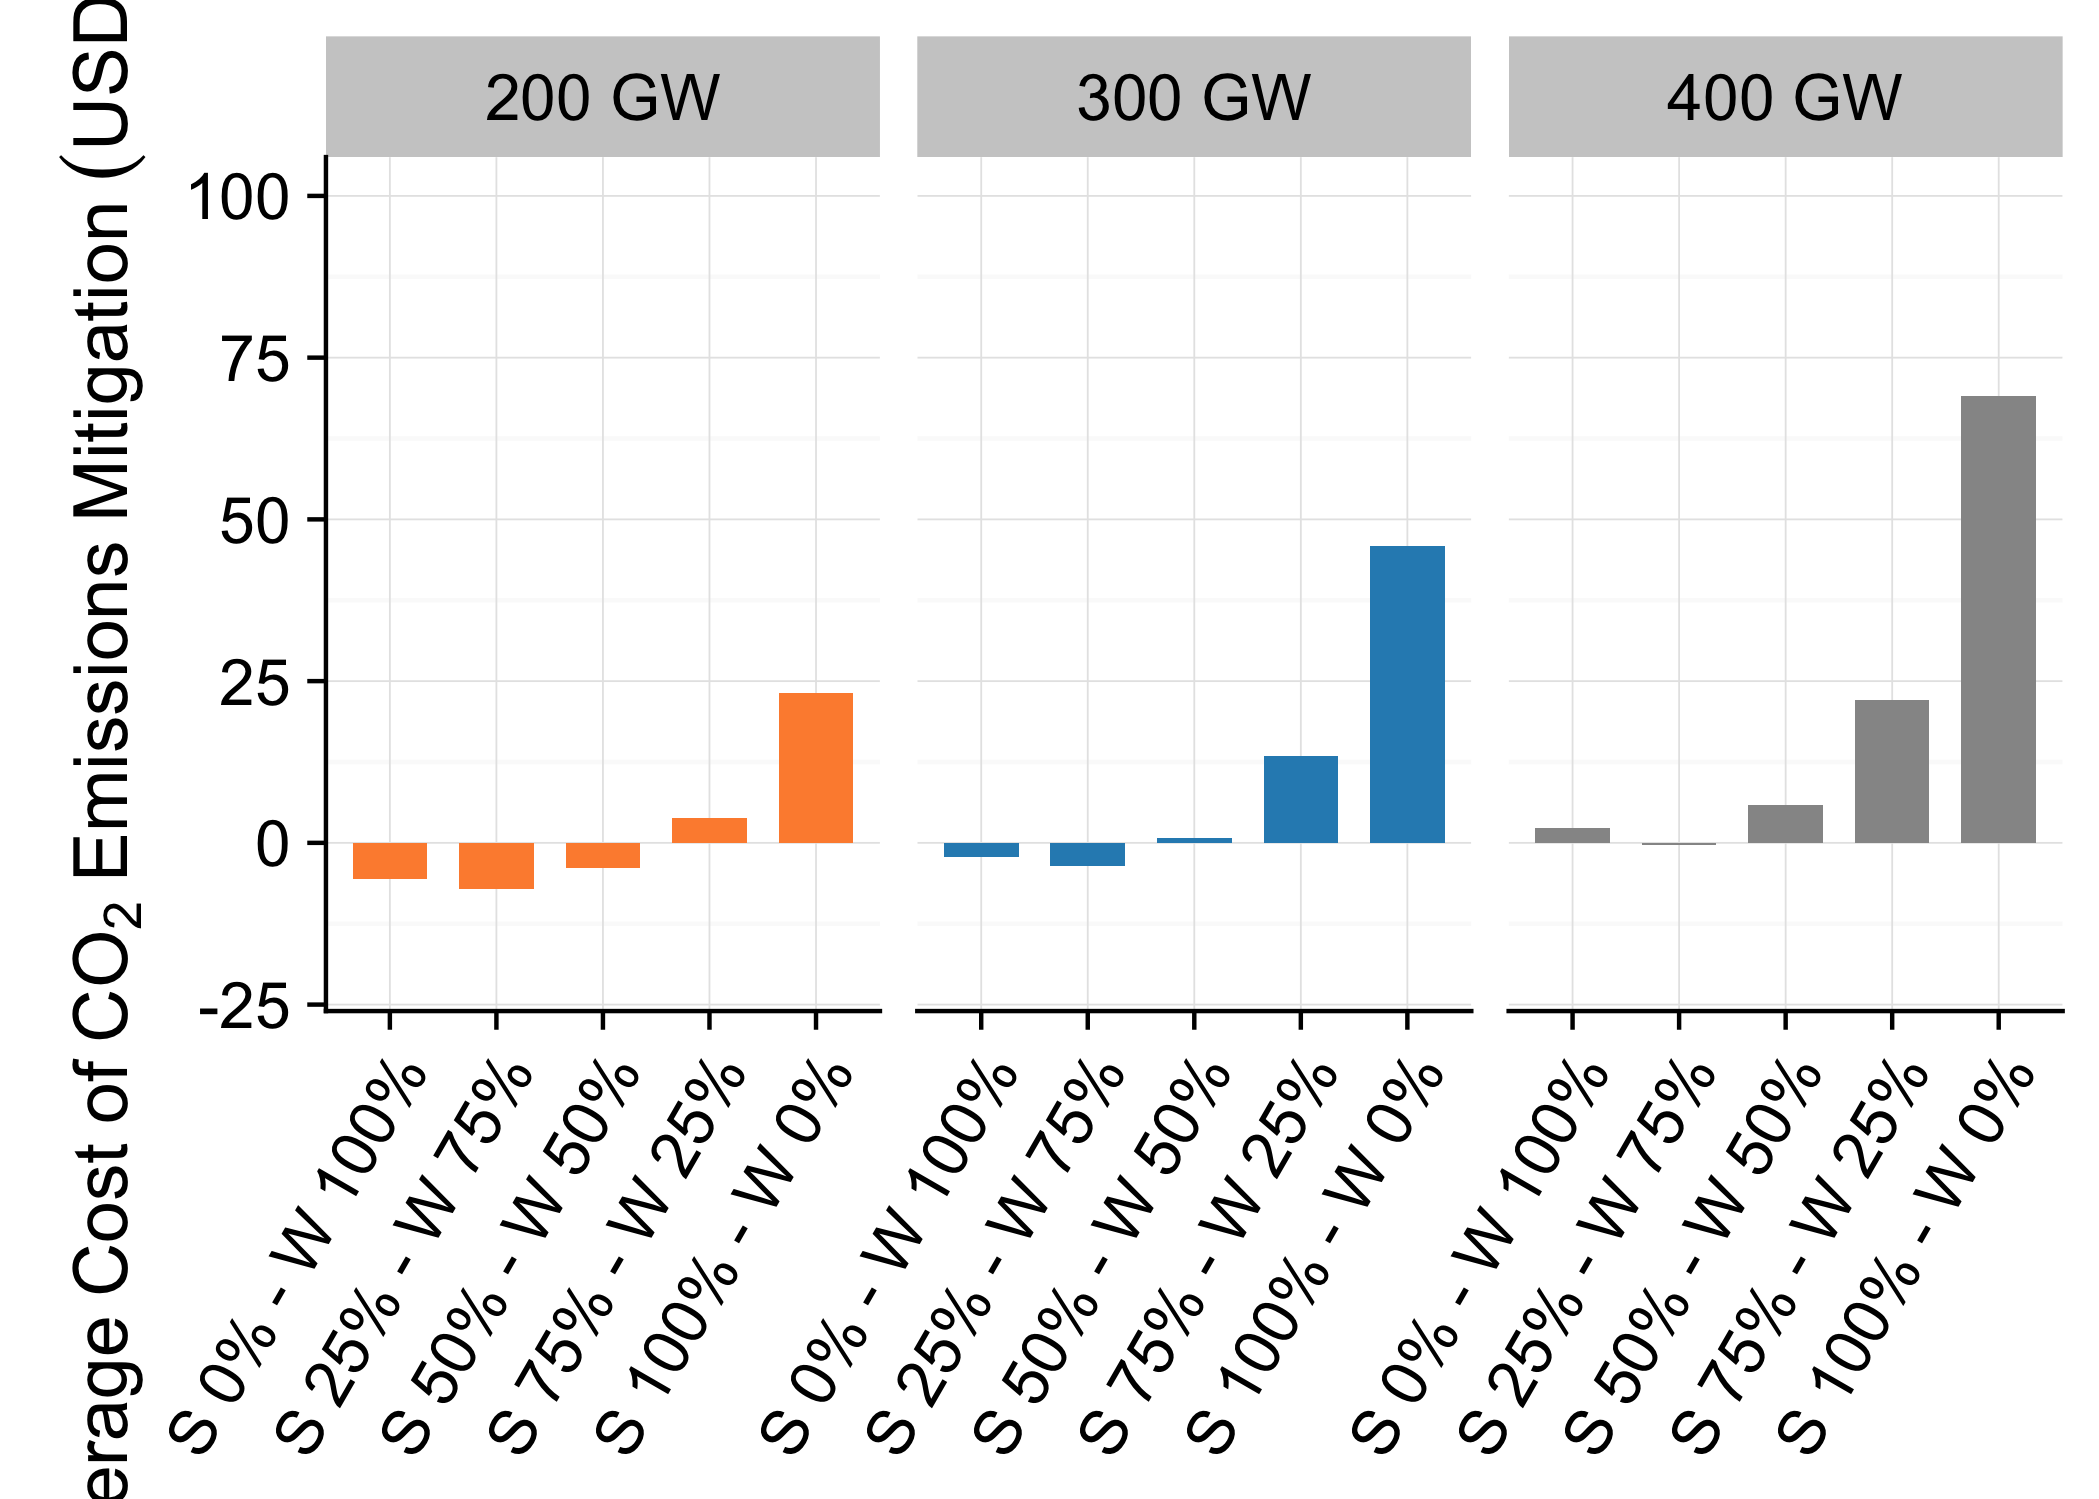 200 GW
300 GW
400 GW
Cost of CO2 Emissions Mitigation (USD
100
75
50
25
0
-25
S 0% - W 100%
S 25% - W 75%
S 50% - W 50%
S 75% - W 25%
S 100% - W 0%
S 0% - W 100%
S 25% - W 75%
S 50% - W 50%
S 75% - W 25%
S 100% - W 0%
S 0% - W 100%
S 25% - W 75%
S 50% - W 50%
S 75% - W 25%
S 100% - W 0%